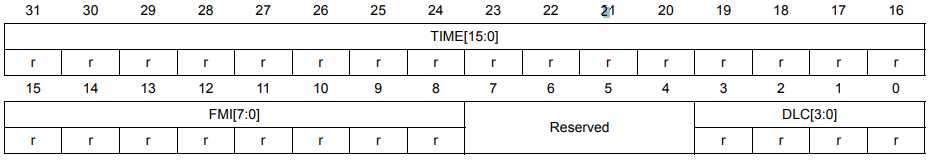 31 30 29 28 27 26 25 24 23 22 21 20 19 18 17 16
TIME[15:0]
r r r r r r r r r r r r r r r r
15 14 13 12 11 10 9 8 7 6 5 4 3 2 1 0
FMI[7:0] Reserved DLC[3:0]
r r r r r r r r r r r r